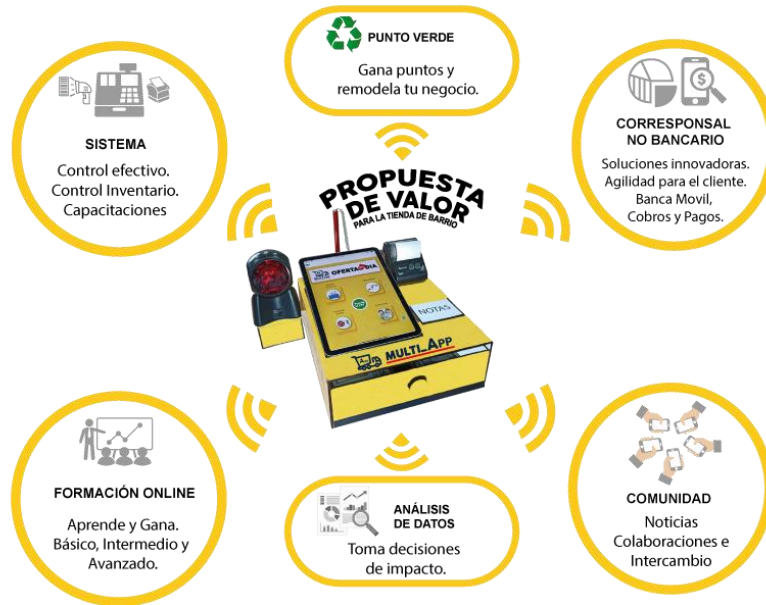 PUNTO VERDE
Gana puntos y
remodela tu negocio.
SISTEMA
Control efectivo.
Control Inventario.
Capacitaciones
CORRESPONSAL
NO BANCARIO
Soluciones innovadoras.
Agilidad para el cliente.
Banca Movil,
Cobros y Pagos.
PROPUESTA
DE VALOR
PARA LA TIENDA DE BARRIO
OFERTA DIA
NOTAS
MULTI_APP
FORMACIÓN ONLINE
Aprende y Gana.
Básico, Intermedio y
Avanzado.
ANÁLISIS
DE DATOS
Toma decisiones
de impacto.
COMUNIDAD
Noticias
Colaboraciones e
Intercambio